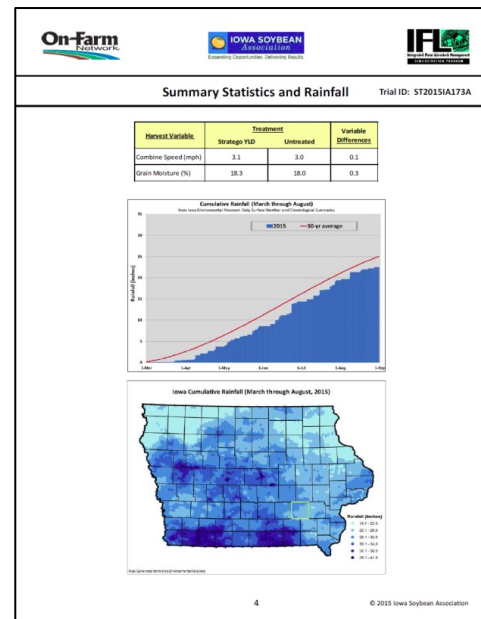 On-Farm
Network
IOWA SOYBEAN
Association
Expanding Opportunities. Delivering Results.
IFL
Summary Statistics and Rainfall
Trial ID: ST2015IA173A
Harvest Variable
Treatment
Variable
Differences
Stratego YLD
Untreated
Combine Speed (mph) 3.1 3.0 0.1
Grain Moisture (%) 18.3 18.0 0.3
Cumulative Rainfall (March through August)
2015
30-yr average
Rainfall (inches)
35
30
25
20
15
10
5
0
1-Mar 1-Apr 1-May 1-Jun 1-Jul 1-Aug 1-Sep
Iowa Cumulative Rainfall (March through August, 2015)
Rainfall (inches)
4
© 2015 Iowa Soybean Association